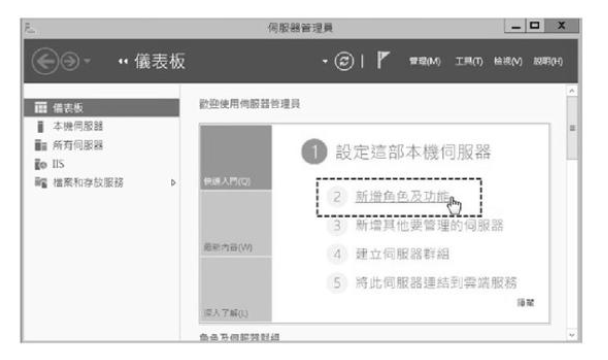 伺服器管理員
儀表板
管理(M) 工具(T) 檢視(V) 說明(H)
儀表板
本機伺服器
所有伺服器
IIS
檔案和存放服務
歡迎使用伺服器管理員
快速入門(Q)
最新內容(W)
深入了解(L)
1 設定這部本機伺服器
2 新增角色及功能
3 新增其他要管理的伺服器
4 建立伺服器群組
5 將此伺服器連結到雲端服務
隱藏
角色及伺服器群組